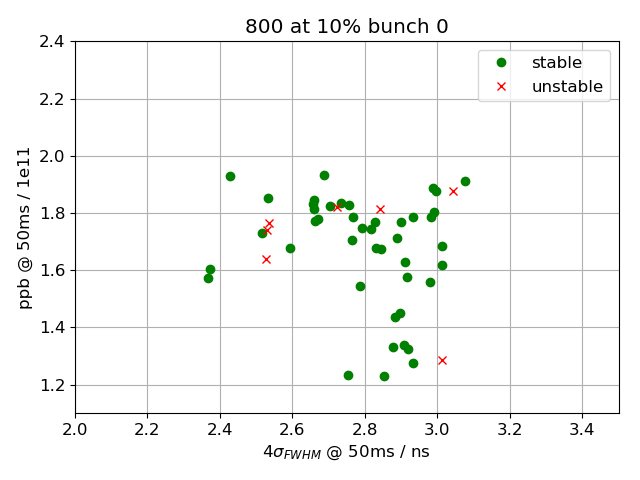 800 at 10% bunch 0
stable
unstable
ppb @ 50ms / 1e11
2.4
2.2
2.0
1.8
1.6
1.4
1.2
2.0 2.2 2.4 2.6 2.8 3.0 3.2 3.4
4σFWHM @ 50ms / ns